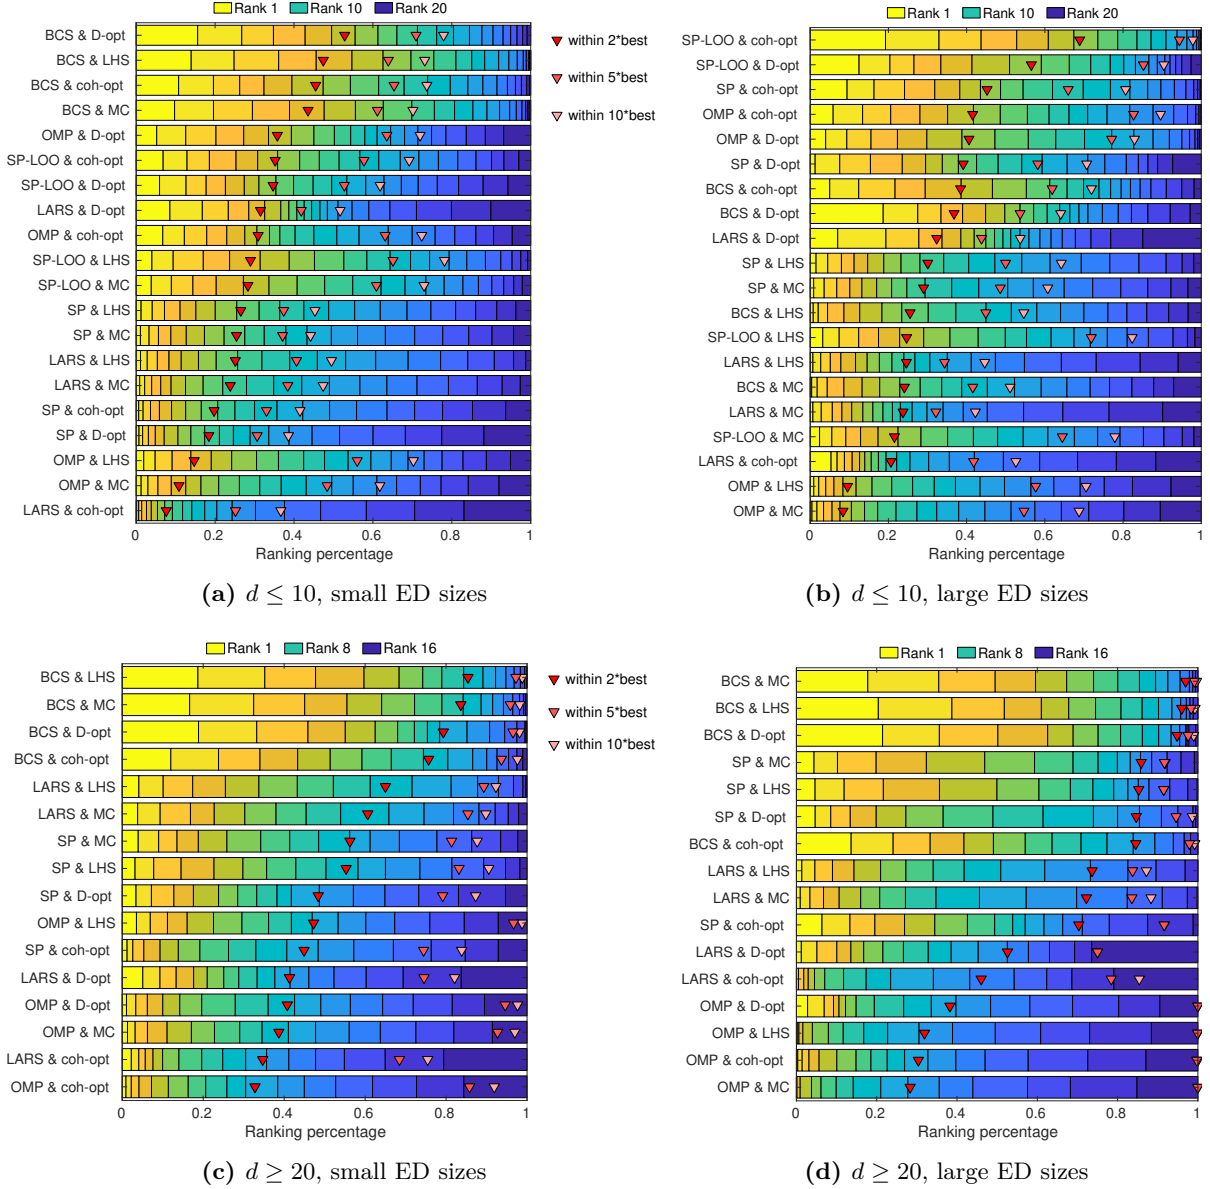 Rank 1 Rank 10 Rank 20
BCS & D-opt
BCS & LHS
BCS & coh-opt
BCS & MC
OMP & D-opt
SP-LOO & coh-opt
SP-LOO & D-opt
LARS & D-opt
OMP & coh-opt
SP-LOO & LHS
SP-LOO & MC
SP & LHS
SP & MC
LARS & LHS
LARS & MC
SP & coh-opt
SP & D-opt
OMP & LHS
OMP & MC
LARS & coh-opt
0 0.2 0.4 0.6 0.8 1
Ranking percentage
within 2*best
within 5*best
within 10*best
(a) d ≤ 10, small ED sizes
Rank 1 Rank 10 Rank 20
SP-LOO & coh-opt
SP-LOO & D-opt
SP & coh-opt
OMP & coh-opt
OMP & D-opt
SP & D-opt
BCS & coh-opt
BCS & D-opt
LARS & D-opt
SP & LHS
SP & MC
BCS & LHS
SP-LOO & LHS
LARS & LHS
BCS & MC
LARS & MC
SP-LOO & MC
LARS & coh-opt
OMP & LHS
OMP & MC
0 0.2 0.4 0.6 0.8 1
Ranking percentage
(b) d ≤ 10, large ED sizes
Rank 1 Rank 8 Rank 16
BCS & LHS
BCS & MC
BCS & D-opt
BCS & coh-opt
LARS & LHS
LARS & MC
SP & MC
SP & LHS
SP & D-opt
OMP & LHS
SP & coh-opt
LARS & D-opt
OMP & D-opt
OMP & MC
LARS & coh-opt
OMP & coh-opt
0 0.2 0.4 0.6 0.8 1
Ranking percentage
within 2*best
within 5*best
within 10*best
(c) d ≥ 20, small ED sizes
Rank 1 Rank 8 Rank 16
BCS & MC
BCS & LHS
BCS & D-opt
SP & MC
SP & LHS
SP & D-opt
BCS & coh-opt
LARS & LHS
LARS & MC
SP & coh-opt
LARS & D-opt
LARS & coh-opt
OMP & D-opt
OMP & LHS
OMP & coh-opt
OMP & MC
0 0.2 0.4 0.6 0.8 1
Ranking percentage
(d) d ≥ 20, large ED sizes